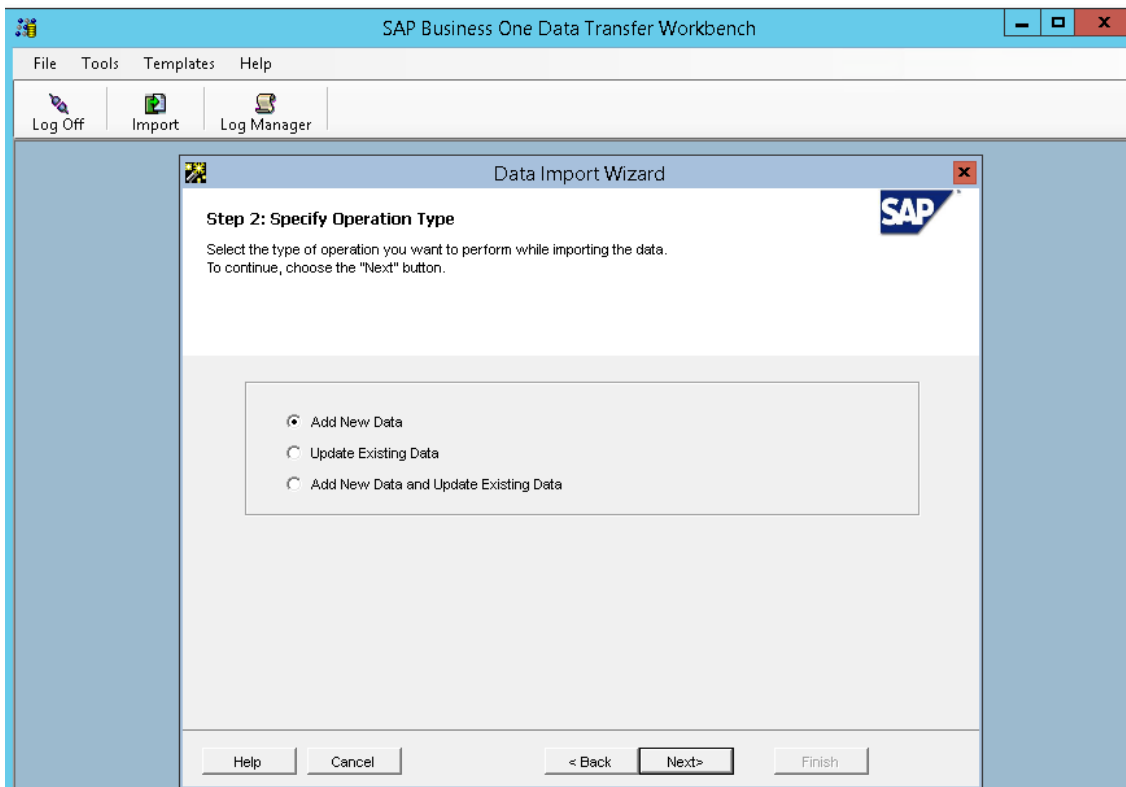 SAP Business One Data Transfer Workbench
File Tools Templates Help
Log Off Import Log Manager
Data Import Wizard
SAP
Step 2: Specify Operation Type
Select the type of operation you want to perform while importing the data.
To continue, choose the "Next" button.
Add New Data
Update Existing Data
Add New Data and Update Existing Data
Help Cancel < Back Next> Finish